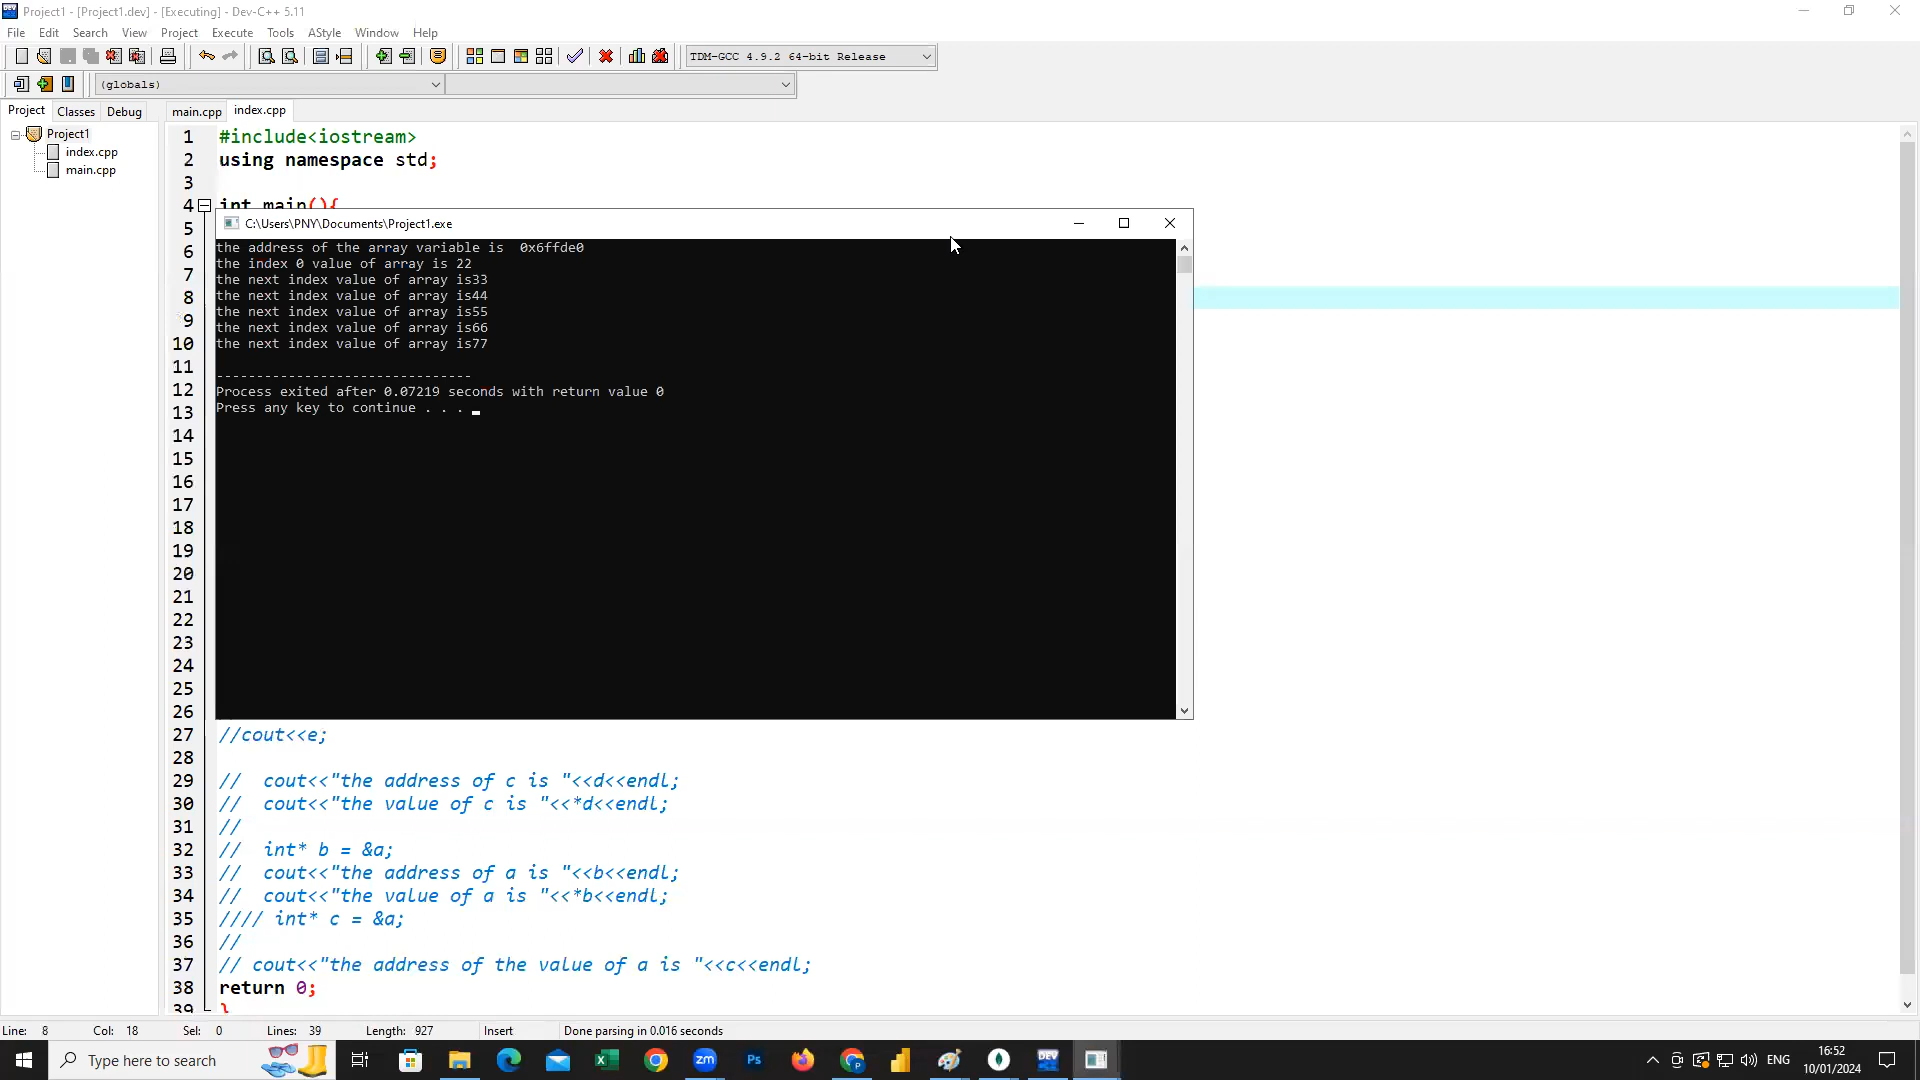 Project1 - [Project1.dev] - [Executing] - Dev-C++ 5.11
File Edit Search View Project Execute Tools AStyle Window Help
TDM-GCC 4.9.2 64-bit Release
(globals)
Project Classes Debug main.cpp index.cpp
Project1
index.cpp
main.cpp
1 #include<iostream>
2 using namespace std;
3
4 int main(){
5
6
7
8
9
10
11
12
13
14
15
16
17
18
19
20
21
22
23
24
25
26
C:\Users\PNY\Documents\Project1.exe
the address of the array variable is  0x6ffde0
the index 0 value of array is 22
the next index value of array is33
the next index value of array is44
the next index value of array is55
the next index value of array is66
the next index value of array is77
--------------------------------
Process exited after 0.07219 seconds with return value 0
Press any key to continue . . .
27 //cout<<e;
28
29 //  cout<<"the address of c is "<<d<<endl;
30 //  cout<<"the value of c is "<<*d<<endl;
31 //
32 //  int* b = &a;
33 //  cout<<"the address of a is "<<b<<endl;
34 //  cout<<"the value of a is "<<*b<<endl;
35 //// int* c = &a;
36 //
37 // cout<<"the address of the value of a is "<<c<<endl;
38 return 0;
39 }
Line: 8 Col: 18 Sel: 0 Lines: 39 Length: 927 Insert Done parsing in 0.016 seconds
Type here to search
zm
Ps
P
DEV
ENG
16:52
10/01/2024